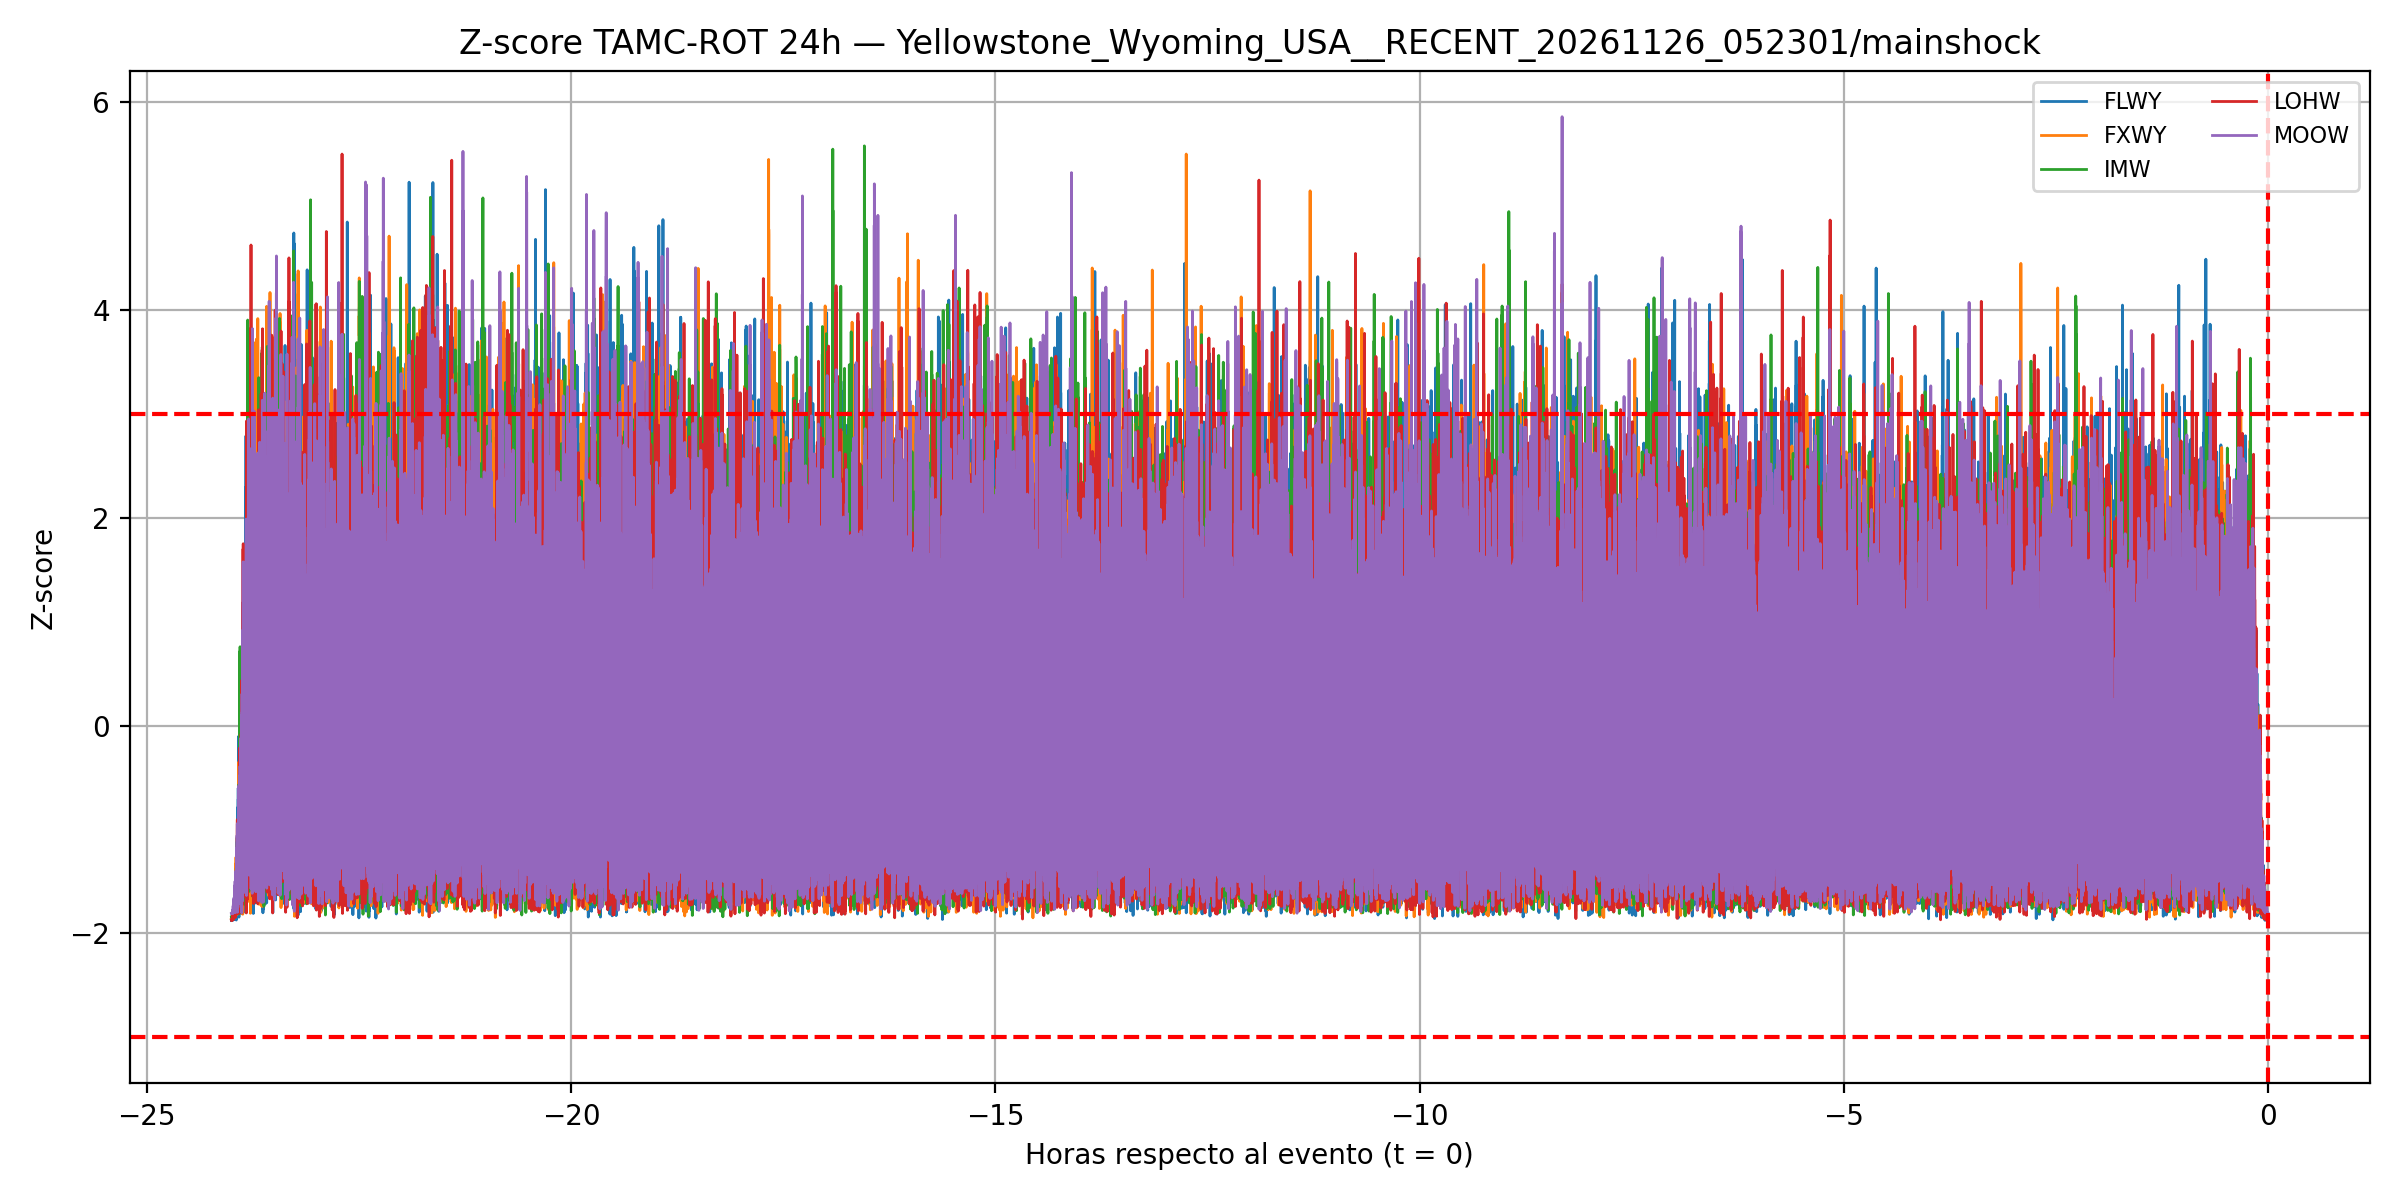 Z-score TAMC-ROT 24h — Yellowstone_Wyoming_USA__RECENT_20261126_052301/mainshock
FLWY
FXWY
IMW
LOHW
MOOW
Z-score
6
4
2
0
−2
−25
−20
−15
−10
−5
0
Horas respecto al evento (t = 0)